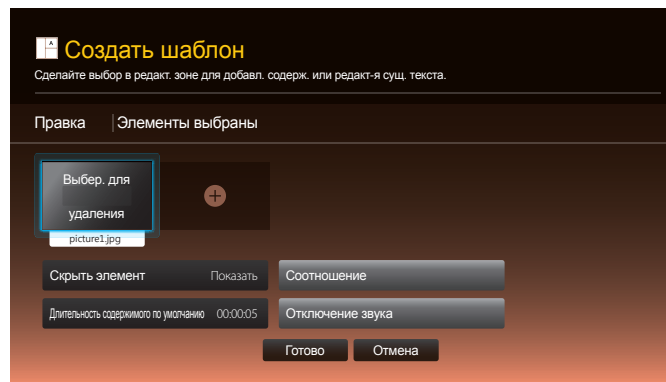 Создать шаблон
Сделайте выбор в редакт. зоне для добавл. содерж. или редакт-я сущ. текста.
Правка Элементы выбраны
Выбер. для
удаления
picture1.jpg
Скрыть элемент Показать Соотношение
Длительность содержимого по умолчанию 00:00:05 Отключение звука
Готово Отмена